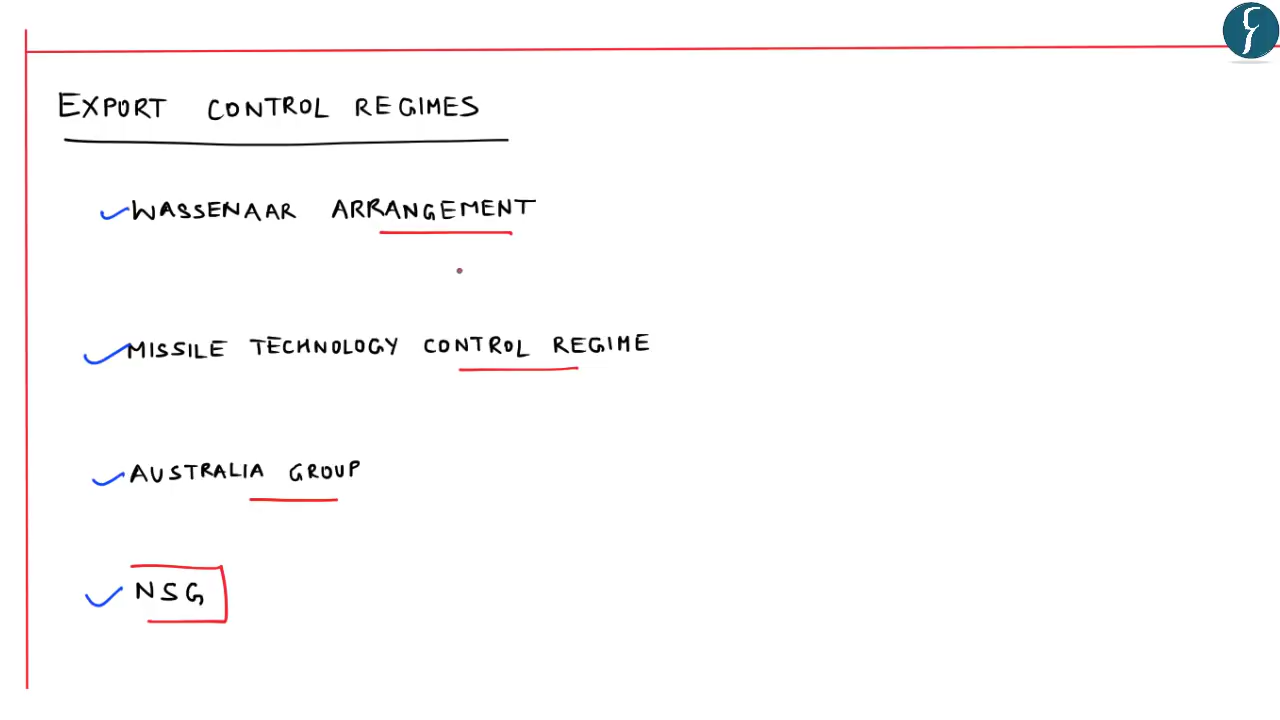 EXPORT CONTROL REGIMES
WASSENAAR ARRANGEMENT
MISSILE TECHNOLOGY CONTROL REGIME
AUSTRALIA GROUP
NSG